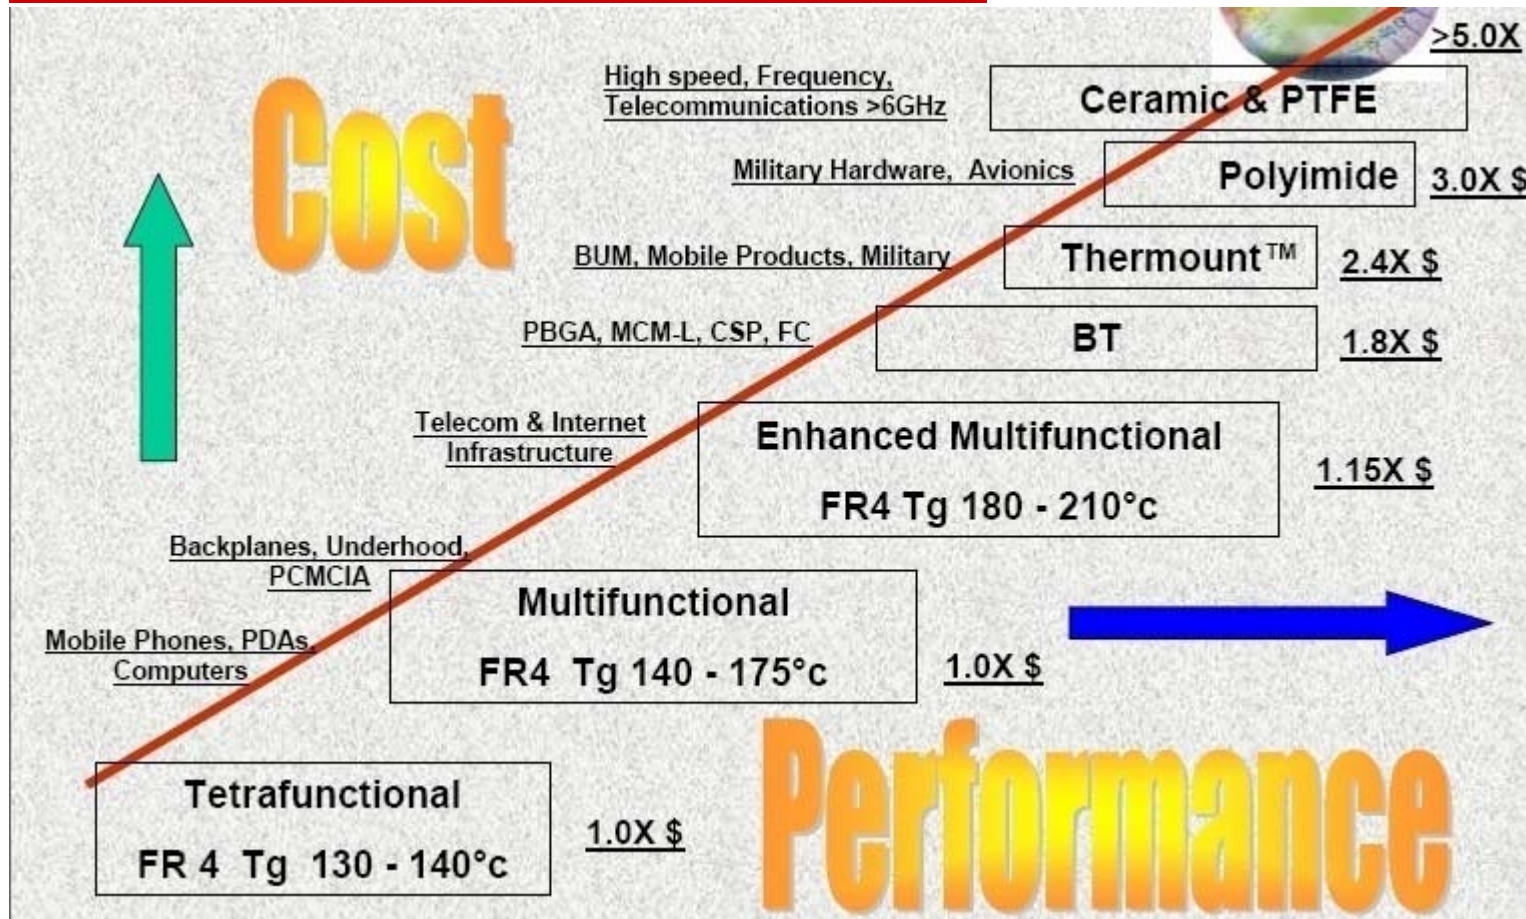 >5.0X
High speed, Frequency,
Telecommunications >6GHz
Ceramic & PTFE
Cost
Military Hardware, Avionics
Polyimide
3.0X $
BUM, Mobile Products, Military
Thermount™
2.4X $
PBGA, MCM-L, CSP, FC
BT
1.8X $
Telecom & Internet
Infrastructure
Enhanced Multifunctional
FR4 Tg 180 - 210°c
1.15X $
Backplanes, Underhood,
PCMCIA
Multifunctional
FR4 Tg 140 - 175°c
1.0X $
Mobile Phones, PDAs,
Computers
Tetrafunctional
FR 4 Tg 130 - 140°c
1.0X $
Performance